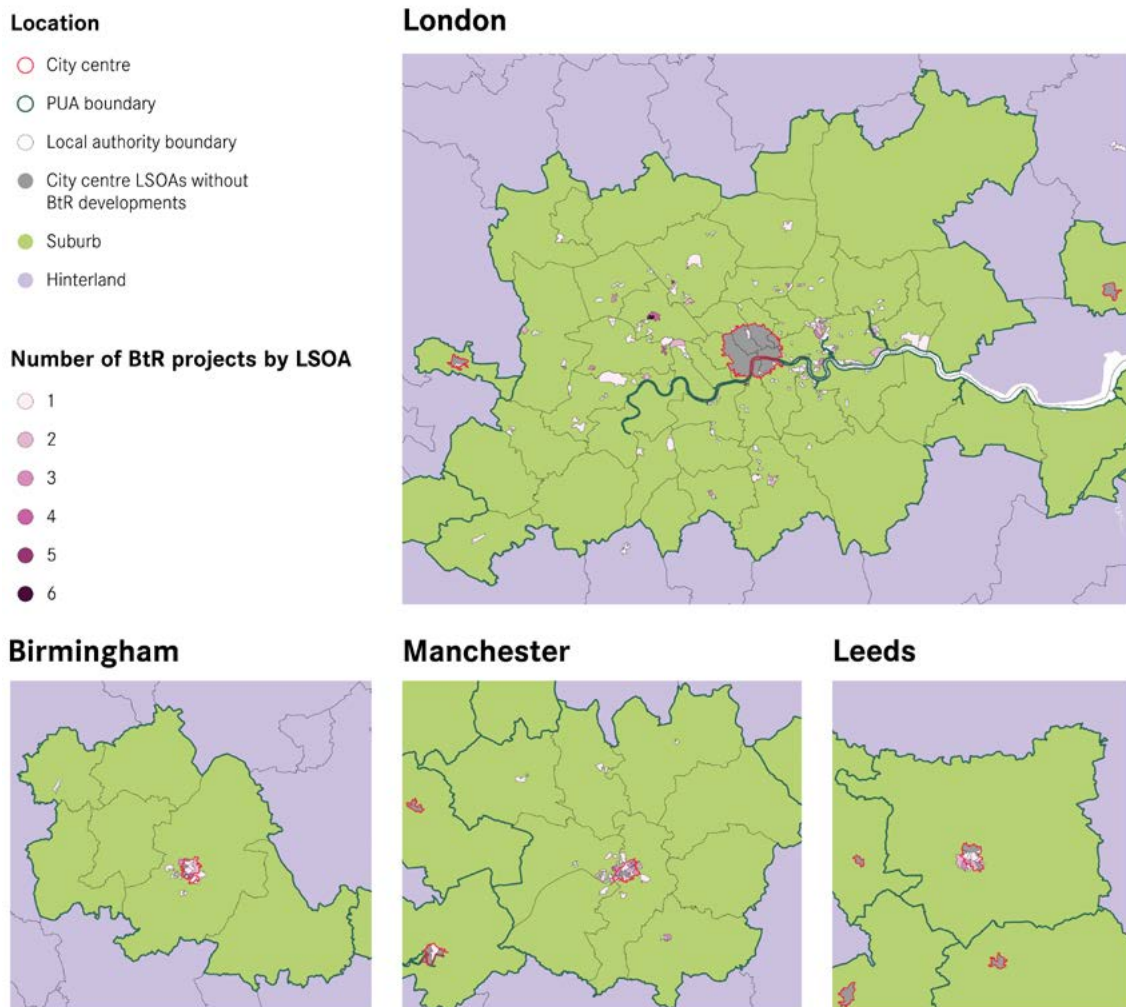 Location
City centre
PUA boundary
Local authority boundary
City centre LSOAs without
BtR developments
Suburb
Hinterland
Number of BtR projects by LSOA
1
2
3
4
5
6
London
Birmingham
Manchester
Leeds